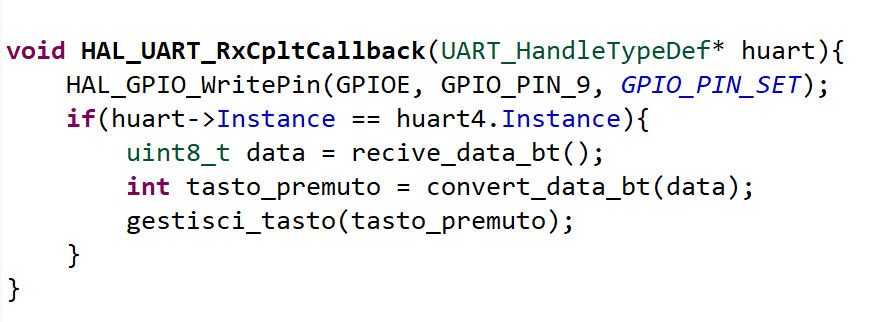 void HAL_UART_RxCpltCallback(UART_HandleTypeDef* huart){
    HAL_GPIO_WritePin(GPIOE, GPIO_PIN_9, GPIO_PIN_SET);
    if(huart->Instance == huart4.Instance){
        uint8_t data = recive_data_bt();
        int tasto_premuto = convert_data_bt(data);
        gestisci_tasto(tasto_premuto);
    }
}